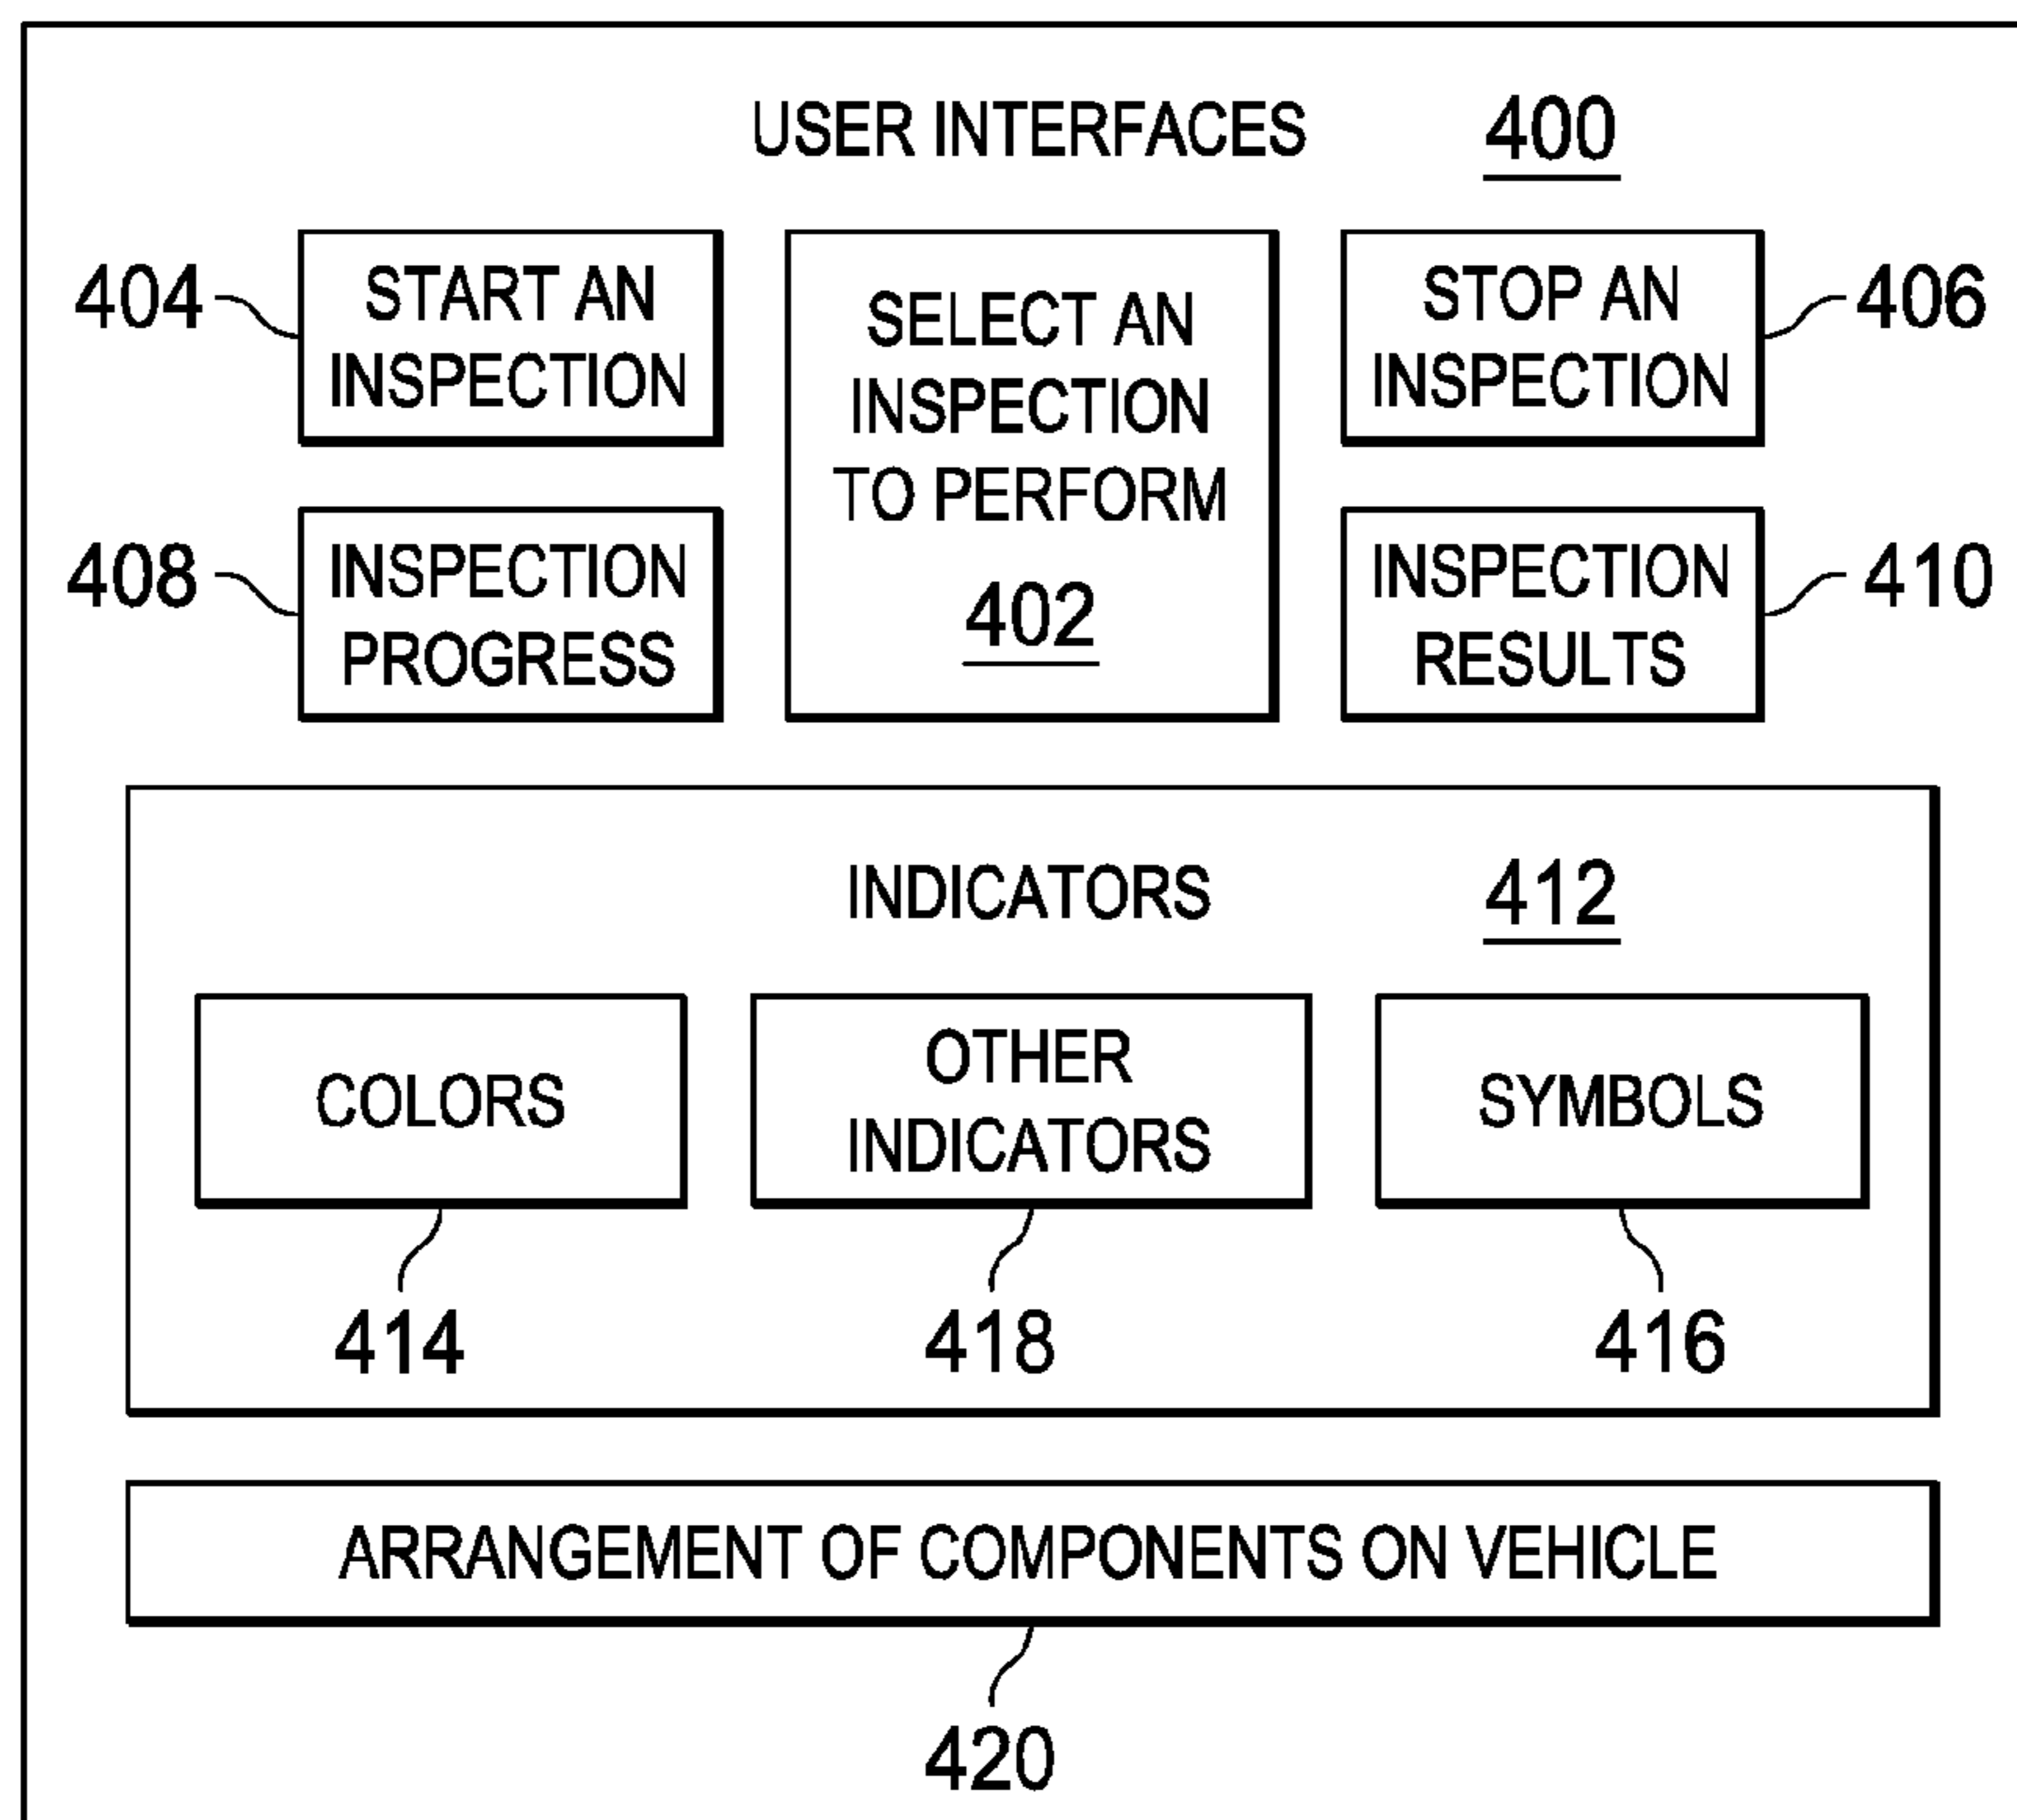 USER INTERFACES 400
404
START AN
INSPECTION
SELECT AN
INSPECTION
TO PERFORM
402
STOP AN
INSPECTION
406
408
INSPECTION
PROGRESS
INSPECTION
RESULTS
410
INDICATORS 412
COLORS
OTHER
INDICATORS
SYMBOLS
414
418
416
ARRANGEMENT OF COMPONENTS ON VEHICLE
420